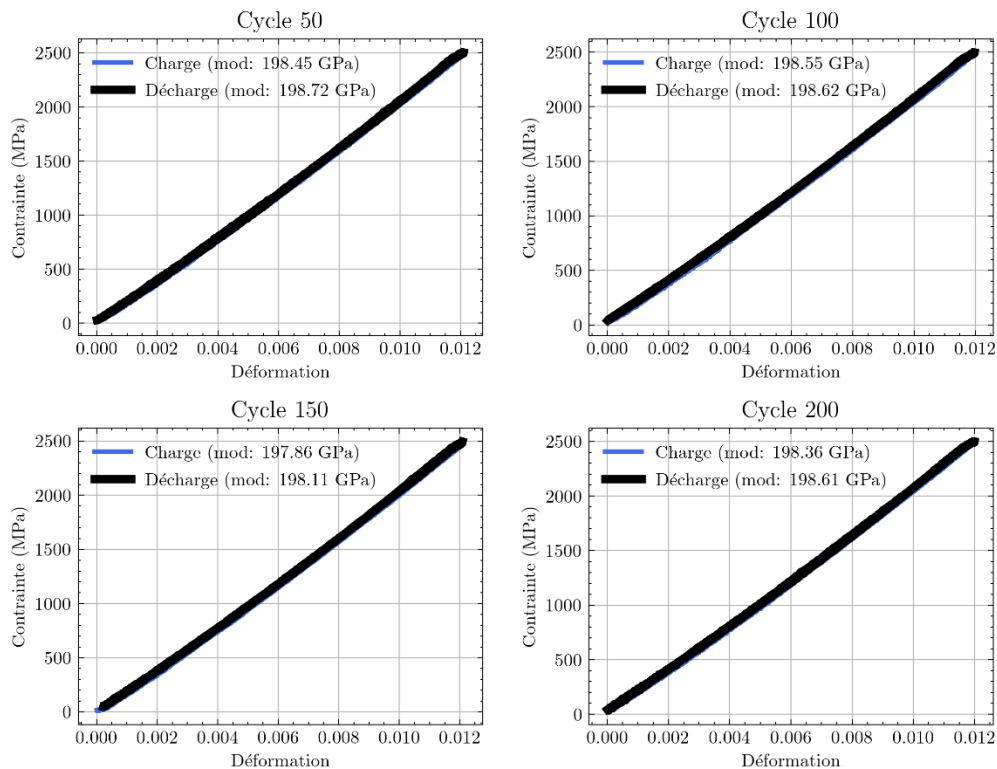 Cycle 50
2500
2000
1500
1000
500
0
Contrainte (MPa)
Charge (mod: 198.45 GPa)
Décharge (mod: 198.72 GPa)
0.000 0.002 0.004 0.006 0.008 0.010 0.012
Déformation
Cycle 100
2500
2000
1500
1000
500
0
Contrainte (MPa)
Charge (mod: 198.55 GPa)
Décharge (mod: 198.62 GPa)
0.000 0.002 0.004 0.006 0.008 0.010 0.012
Déformation
Cycle 150
2500
2000
1500
1000
500
0
Contrainte (MPa)
Charge (mod: 197.86 GPa)
Décharge (mod: 198.11 GPa)
0.000 0.002 0.004 0.006 0.008 0.010 0.012
Déformation
Cycle 200
2500
2000
1500
1000
500
0
Contrainte (MPa)
Charge (mod: 198.36 GPa)
Décharge (mod: 198.61 GPa)
0.000 0.002 0.004 0.006 0.008 0.010 0.012
Déformation